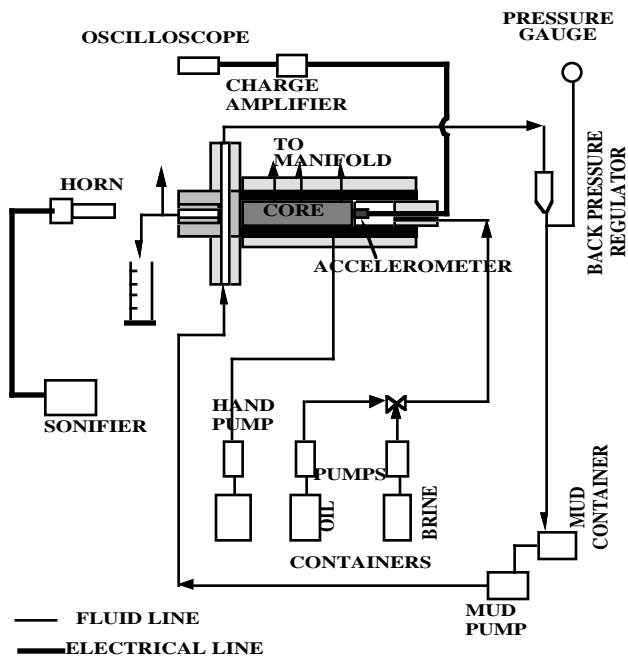 PRESSURE
GAUGE
OSCILLOSCOPE
CHARGE
AMPLIFIER
TO
MANIFOLD
HORN
CORE
ACCELEROMETER
BACK PRESSURE
REGULATOR
SONIFIER
HAND
PUMP
PUMPS
OIL
BRINE
MUD
CONTAINER
CONTAINERS
MUD
PUMP
FLUID LINE
ELECTRICAL LINE